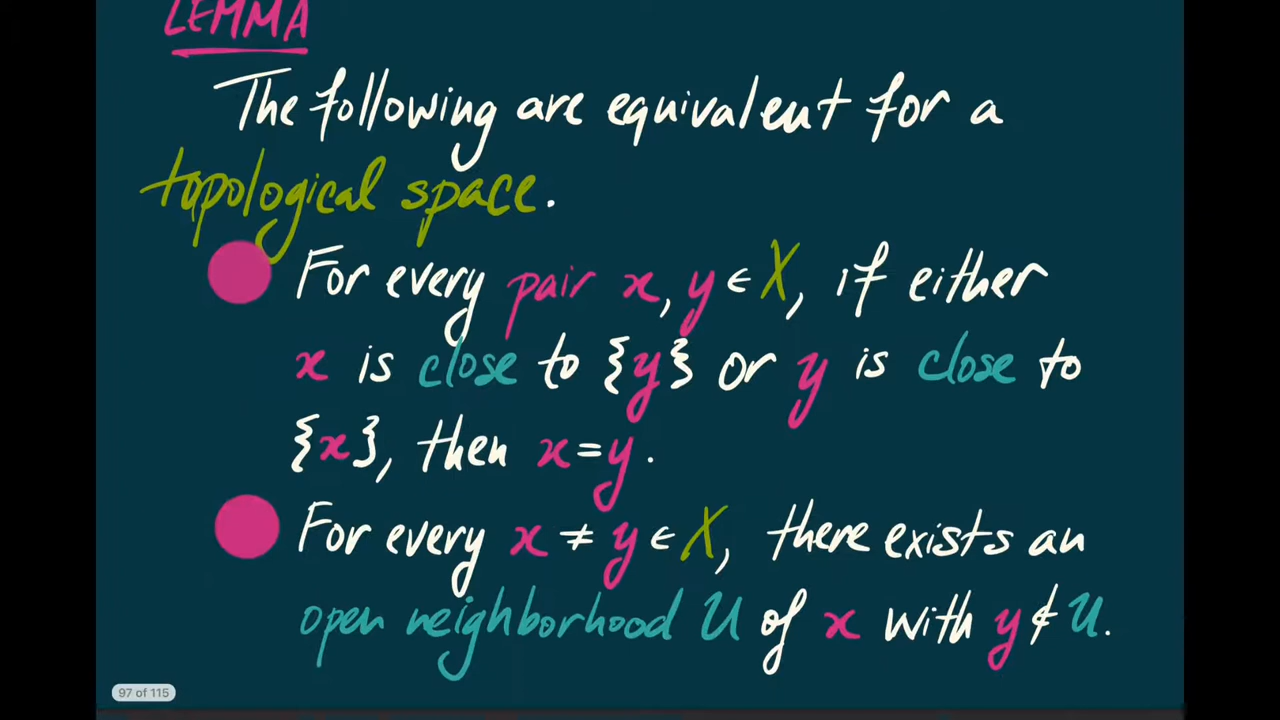 LEMMA
The following are equivalent for a
topological space.
For every pair x, y ∈ X, if either
x is close to {y} or y is close to
{x}, then x=y.
For every x ≠ y ∈ X, there exists an
open neighborhood U of x with y ∉ U.
97 of 115